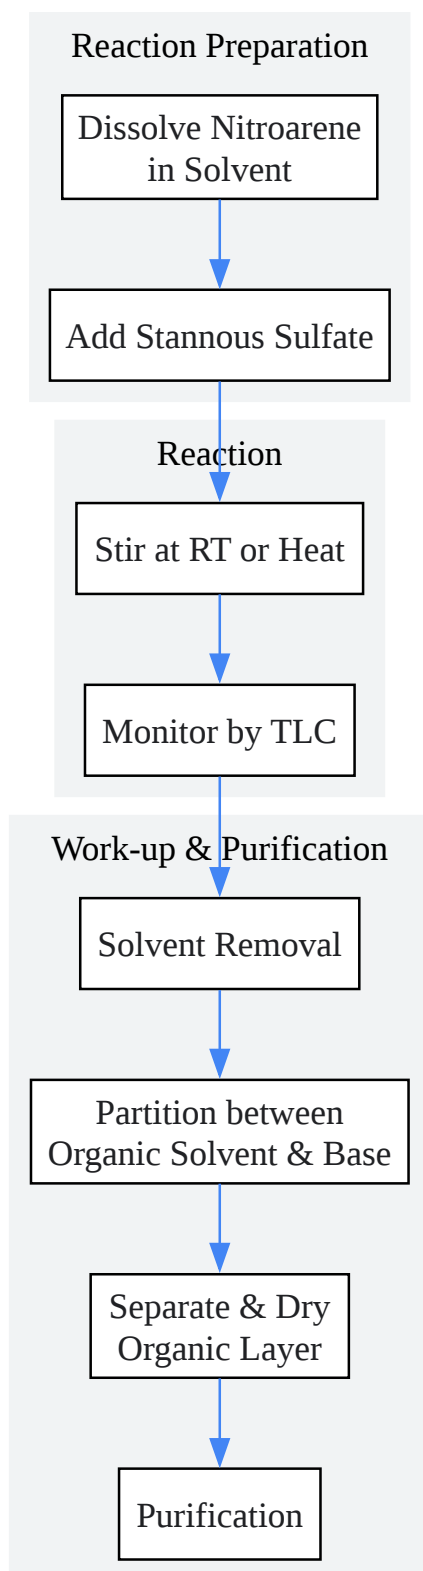 Reaction Preparation
Dissolve Nitroarene
in Solvent
Add Stannous Sulfate
Reaction
Stir at RT or Heat
Monitor by TLC
Work-up & Purification
Solvent Removal
Partition between
Organic Solvent & Base
Separate & Dry
Organic Layer
Purification